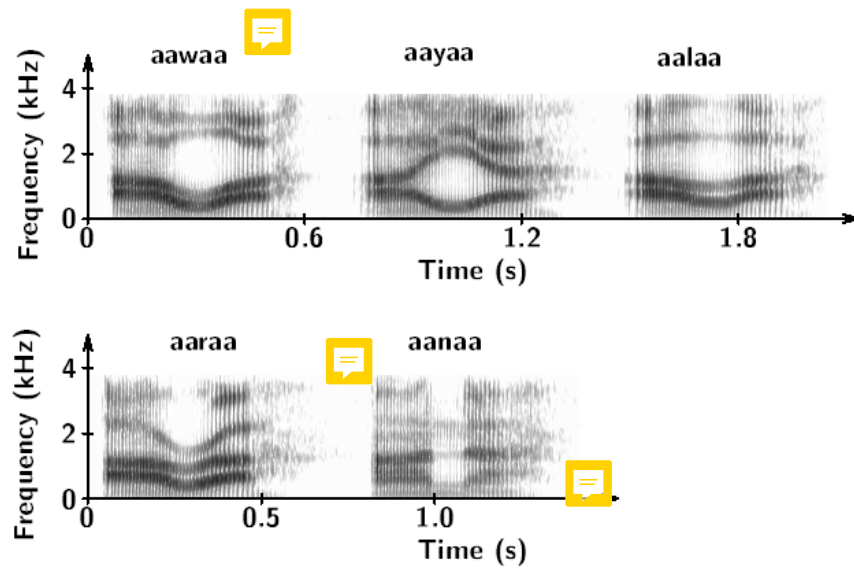 aawaa aayaa aalaa
Frequency (kHz)
4
2
0
0 0.6 1.2 1.8
Time (s)
aaraa aanaa
Frequency (kHz)
4
2
0
0 0.5 1.0
Time (s)